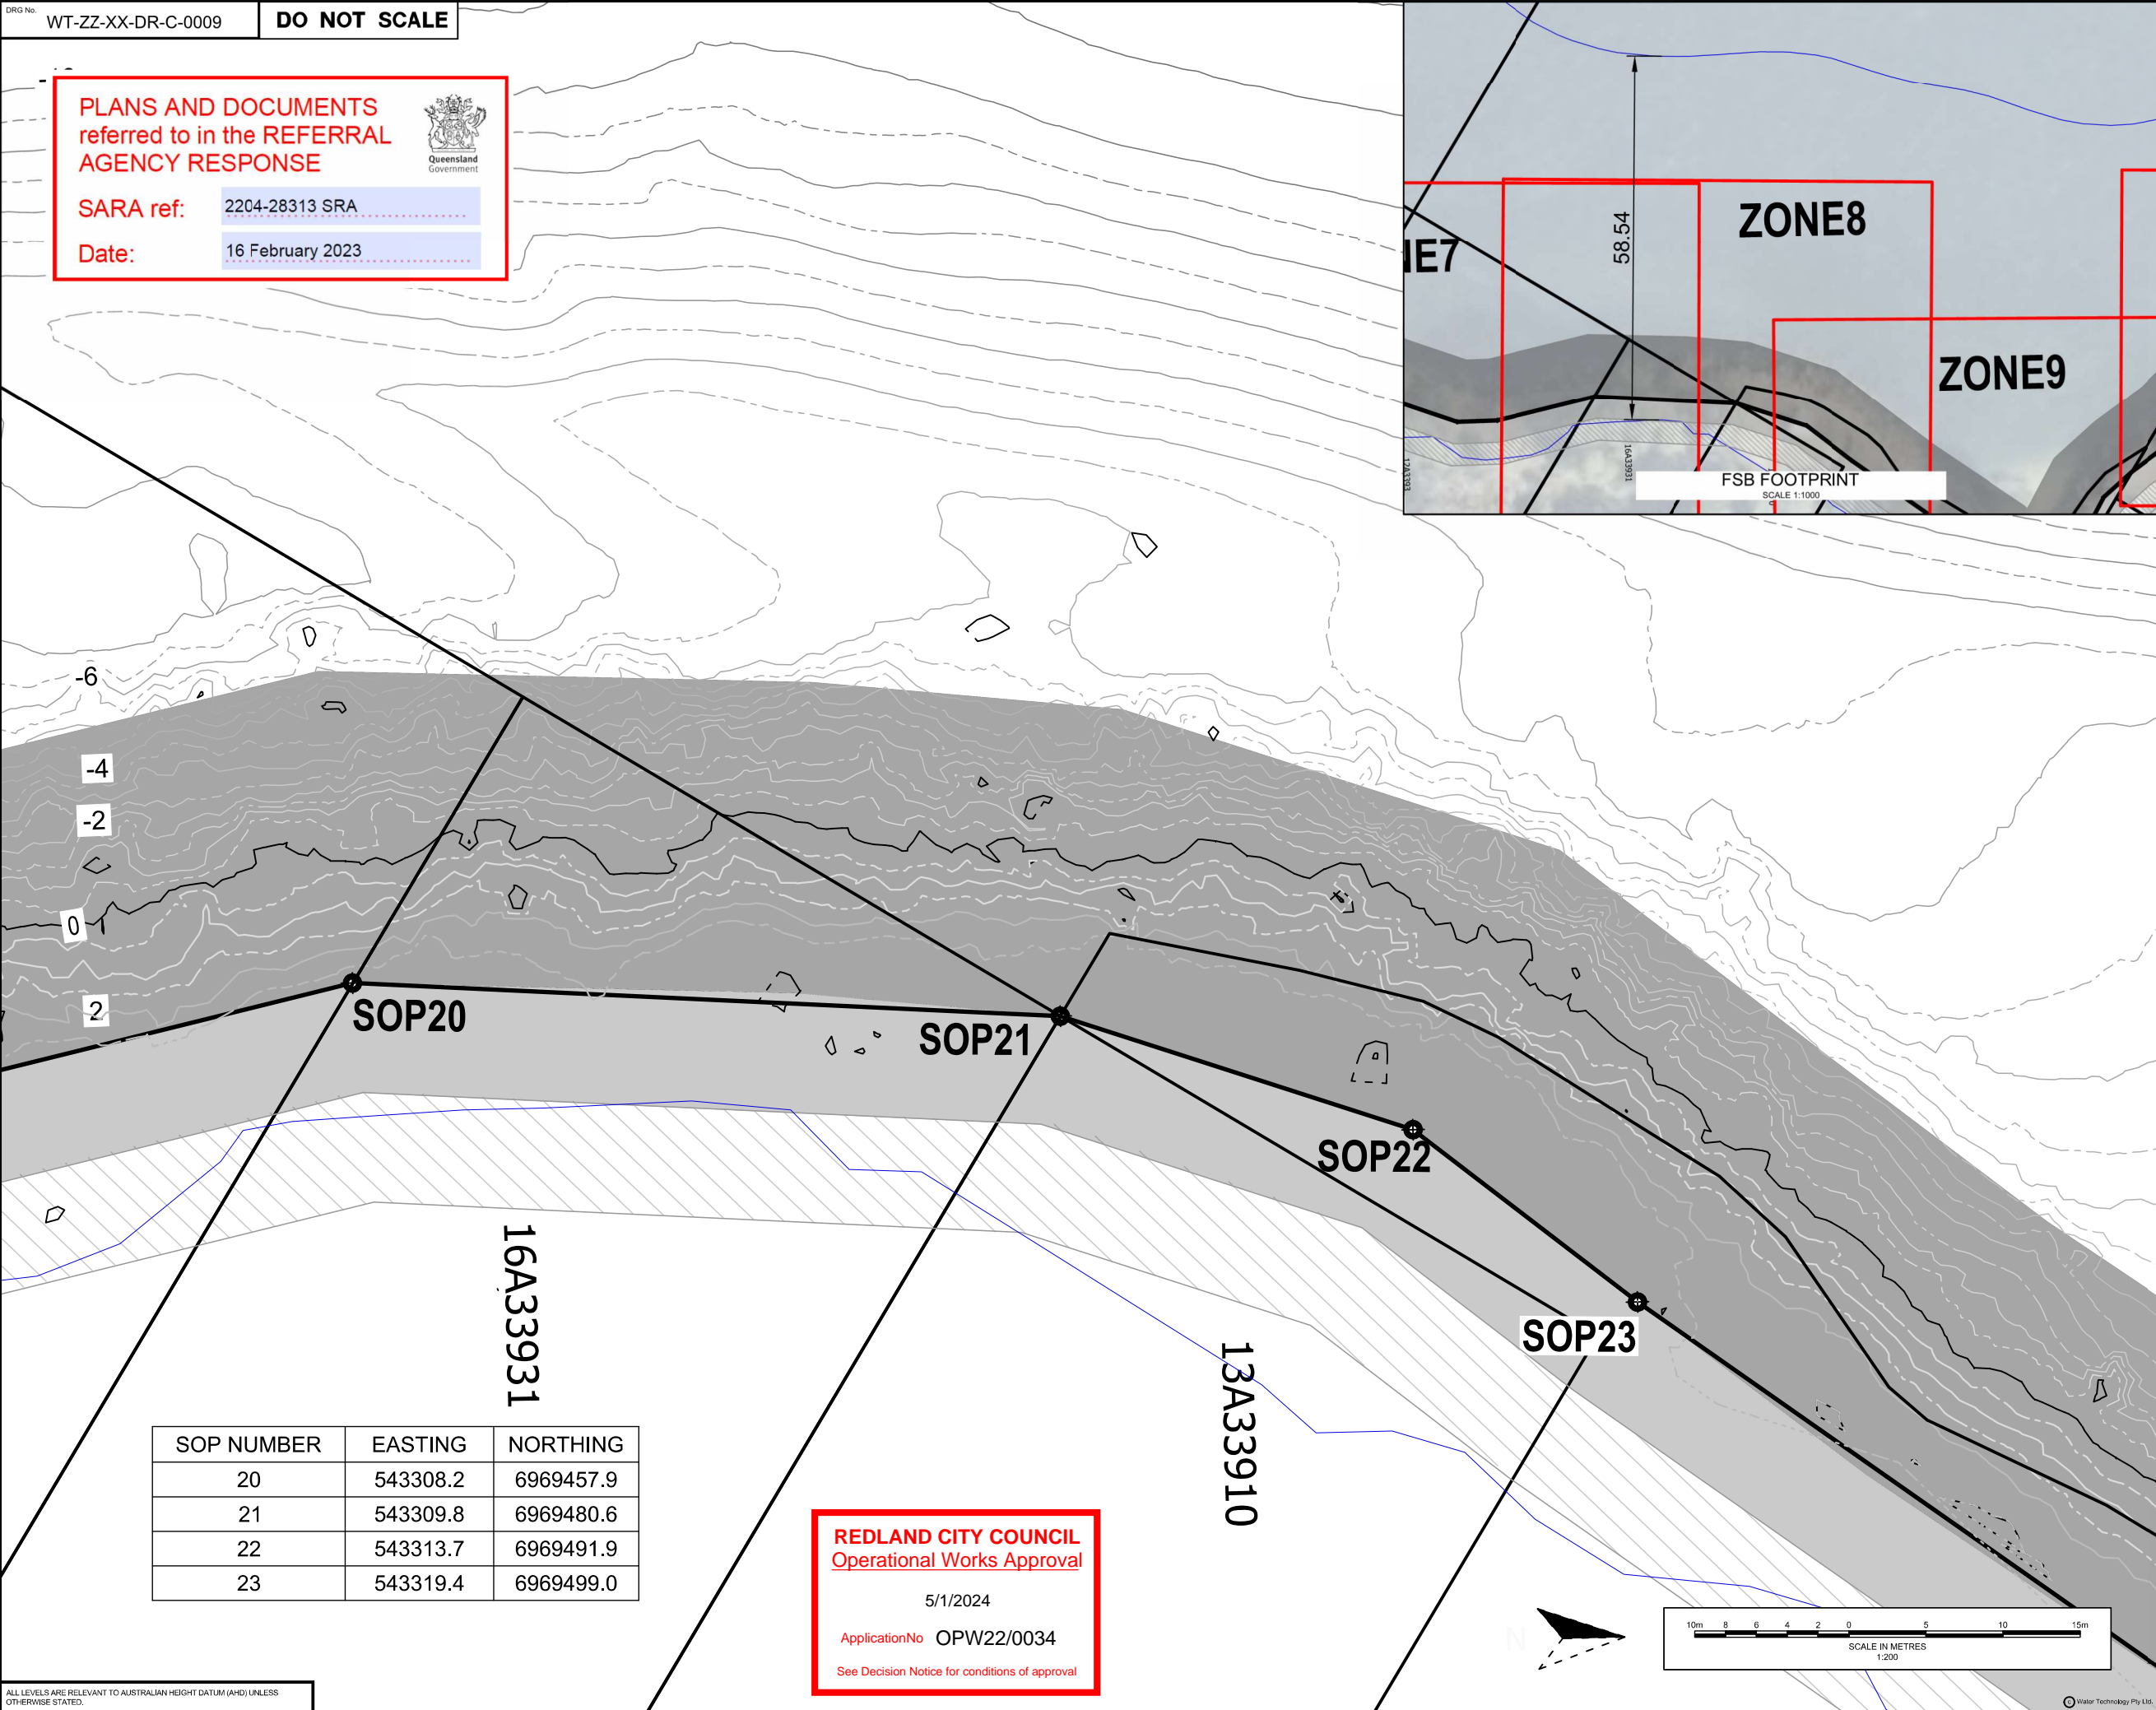 DRG No.
WT-ZZ-XX-DR-C-0009
DO NOT SCALE
PLANS AND DOCUMENTS
referred to in the REFERRAL
AGENCY RESPONSE
Queensland
Government
SARA ref:
2204-28313 SRA
Date:
16 February 2023
NE7
ZONE8
58.54
ZONE9
16A33931
FSB FOOTPRINT
SCALE 1:1000
-6
-4
-2
0
2
SOP20
SOP21
SOP22
SOP23
16A33931
13A33910
SOP NUMBER EASTING NORTHING
20 543308.2 6969457.9
21 543309.8 6969480.6
22 543313.7 6969491.9
23 543319.4 6969499.0
REDLAND CITY COUNCIL
Operational Works Approval
5/1/2024
ApplicationNo OPW22/0034
See Decision Notice for conditions of approval
N
10m 8 6 4 2 0 5 10 15m
SCALE IN METRES
1:200
ALL LEVELS ARE RELEVANT TO AUSTRALIAN HEIGHT DATUM (AHD) UNLESS
OTHERWISE STATED.
© Water Technology Pty Ltd.